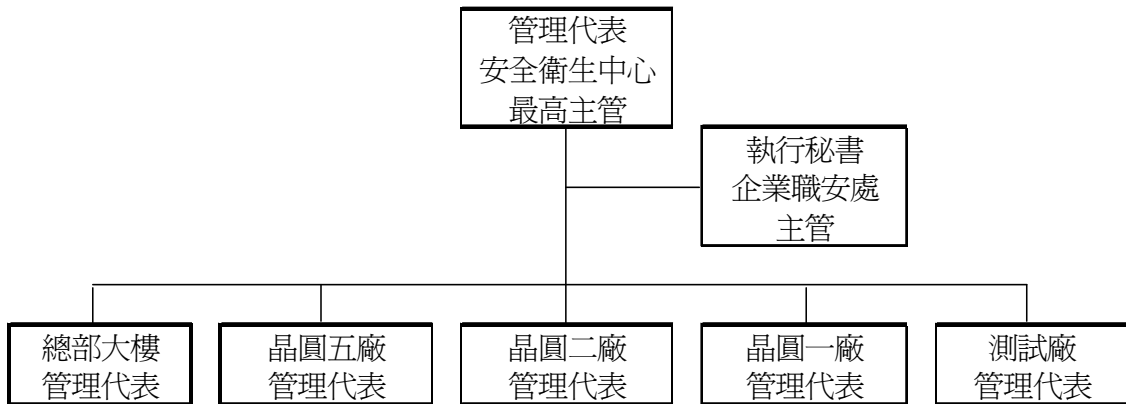 管理代表
安全衛生中心
最高主管
執行秘書
企業職安處
主管
總部大樓
管理代表
晶圓五廠
管理代表
晶圓二廠
管理代表
晶圓一廠
管理代表
測試廠
管理代表